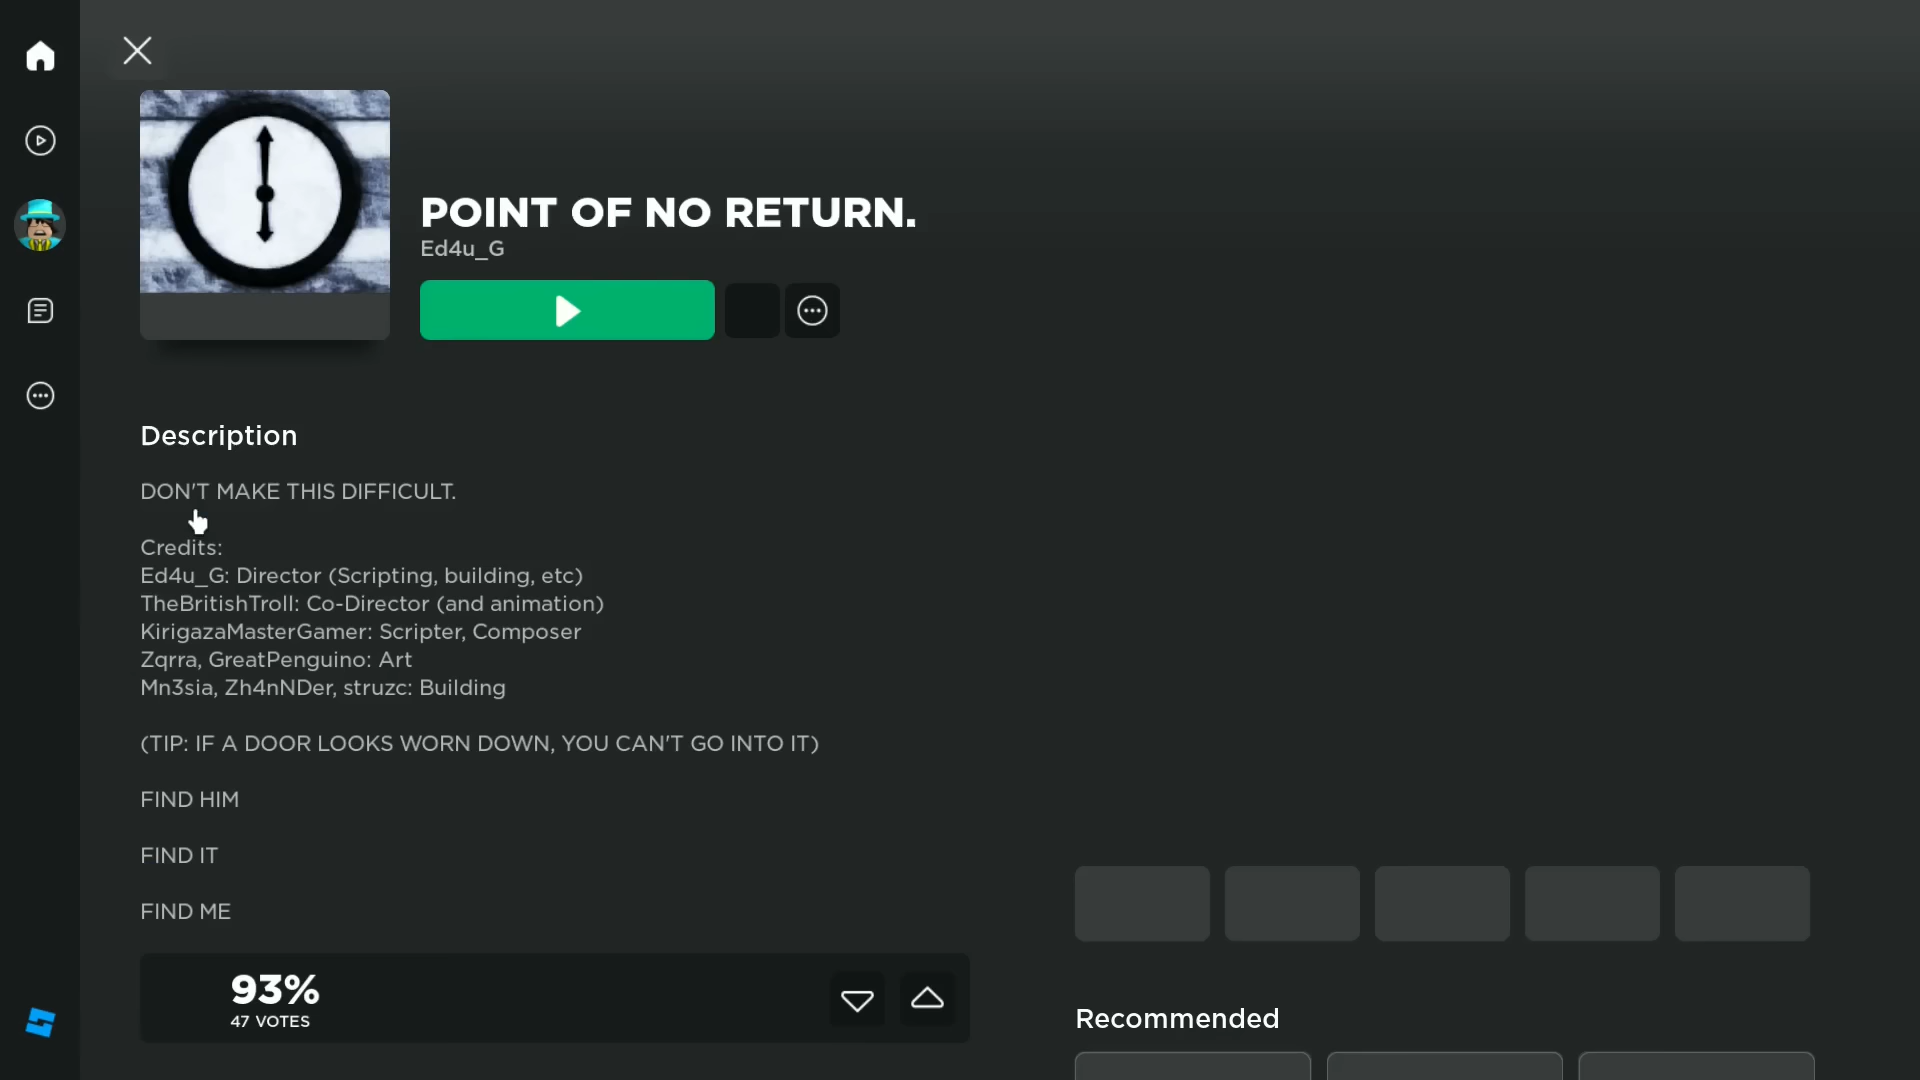 POINT OF NO RETURN.
Ed4u_G
Description
DON'T MAKE THIS DIFFICULT.
Credits:
Ed4u_G: Director (Scripting, building, etc)
TheBritishTroll: Co-Director (and animation)
KirigazaMasterGamer: Scripter, Composer
Zqrra, GreatPenguino: Art
Mn3sia, Zh4nNDer, struzc: Building
(TIP: IF A DOOR LOOKS WORN DOWN, YOU CAN'T GO INTO IT)
FIND HIM
FIND IT
FIND ME
93%
47 VOTES
Recommended